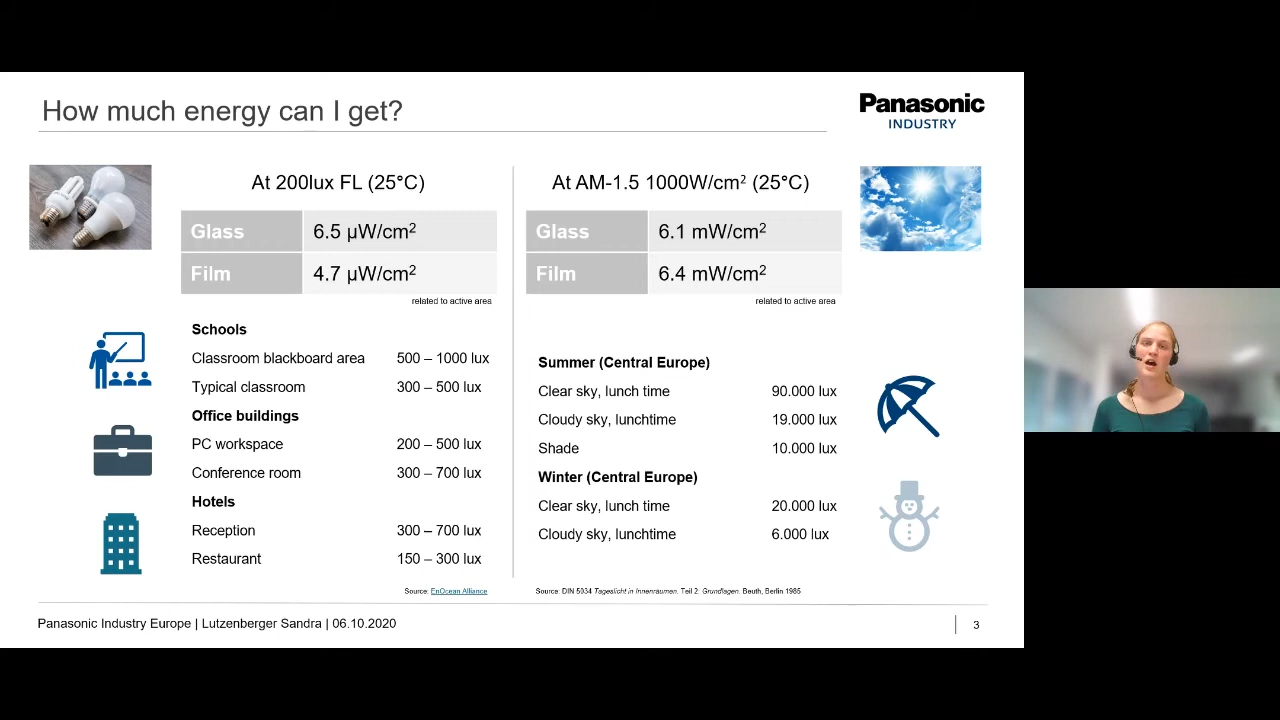 How much energy can I get?
Panasonic
INDUSTRY
At 200lux FL (25°C)
Glass 6.5 µW/cm²
Film 4.7 µW/cm²
related to active area
Schools
Classroom blackboard area 500 – 1000 lux
Typical classroom 300 – 500 lux
Office buildings
PC workspace 200 – 500 lux
Conference room 300 – 700 lux
Hotels
Reception 300 – 700 lux
Restaurant 150 – 300 lux
Source: EnOcean Alliance
At AM-1.5 1000W/cm² (25°C)
Glass 6.1 mW/cm²
Film 6.4 mW/cm²
related to active area
Summer (Central Europe)
Clear sky, lunch time 90.000 lux
Cloudy sky, lunchtime 19.000 lux
Shade 10.000 lux
Winter (Central Europe)
Clear sky, lunch time 20.000 lux
Cloudy sky, lunchtime 6.000 lux
Source: DIN 5034 Tageslicht in Innenräumen. Teil 2. Grundlagen. Beuth, Berlin 1985
Panasonic Industry Europe | Lutzenberger Sandra | 06.10.2020
3